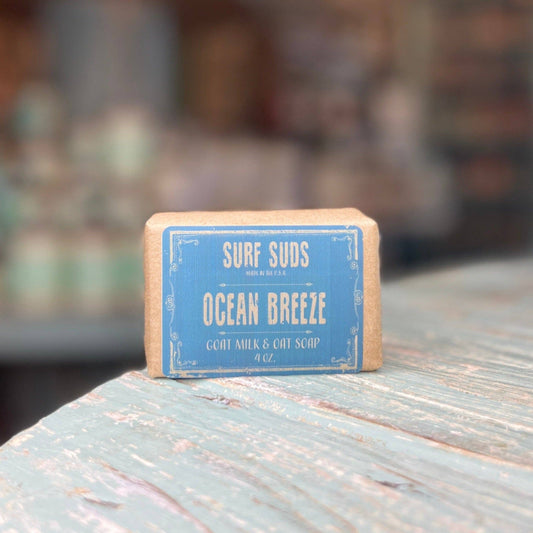 SURF SUDS
MADE IN THE U.S.A.
OCEAN BREEZE
GOAT MILK & OAT SOAP
4 OZ.